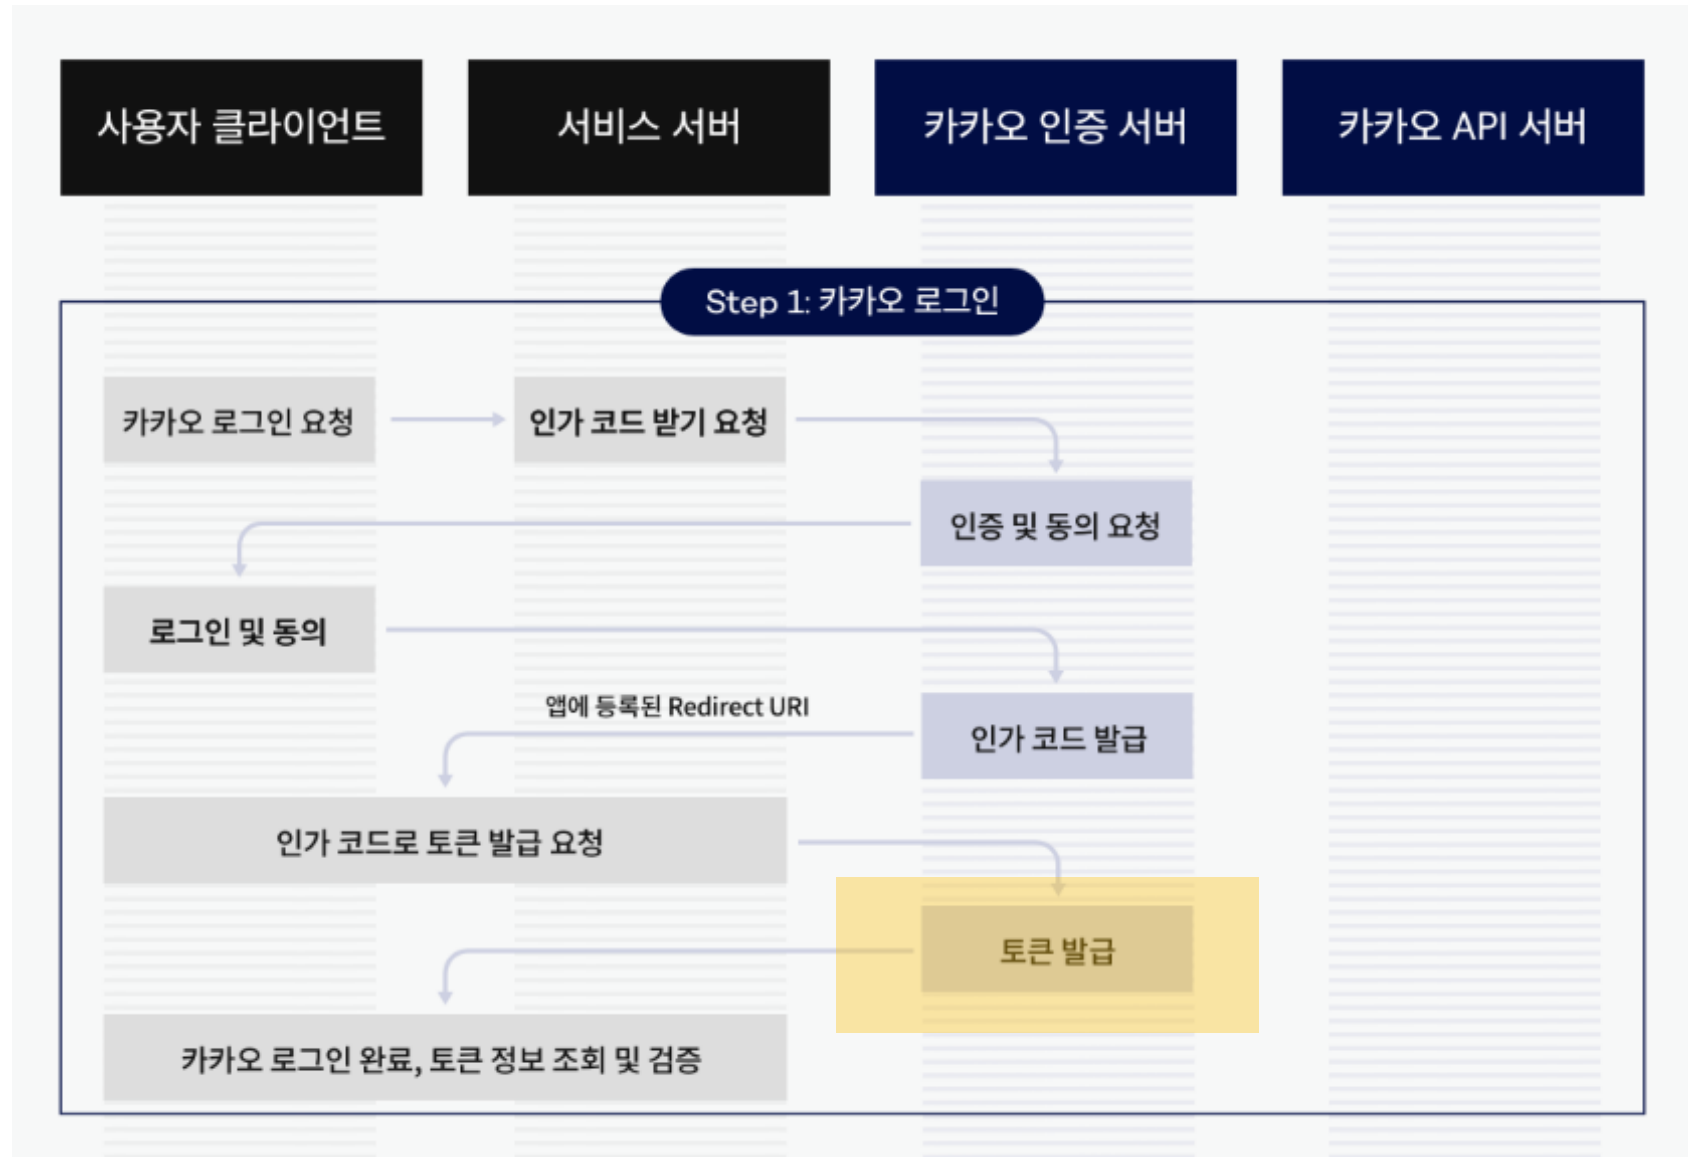 사용자 클라이언트
서비스 서버
카카오 인증 서버
카카오 API 서버
Step 1: 카카오 로그인
카카오 로그인 요청
인가 코드 받기 요청
인증 및 동의 요청
로그인 및 동의
앱에 등록된 Redirect URI
인가 코드 발급
인가 코드로 토큰 발급 요청
토큰 발급
카카오 로그인 완료, 토큰 정보 조회 및 검증